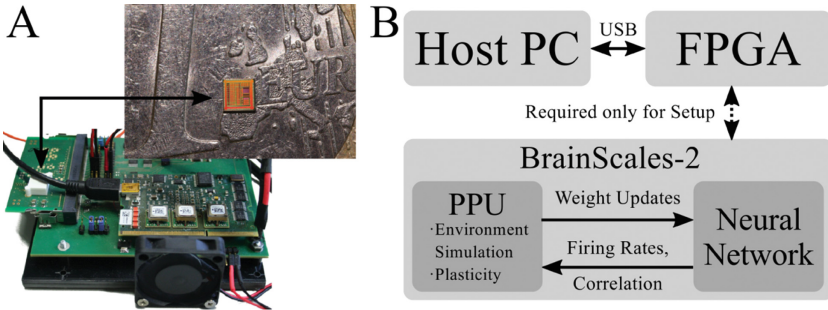 A
B
Host PC
USB
FPGA
Required only for Setup
BrainScales-2
PPU
·Environment
Simulation
·Plasticity
Weight Updates
Firing Rates,
Correlation
Neural
Network